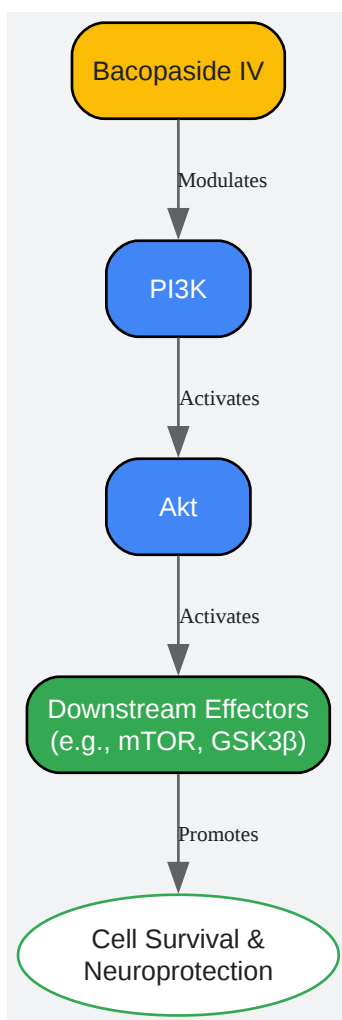 Bacopaside IV
Modulates
PI3K
Activates
Akt
Activates
Downstream Effectors
(e.g., mTOR, GSK3β)
Promotes
Cell Survival &
Neuroprotection